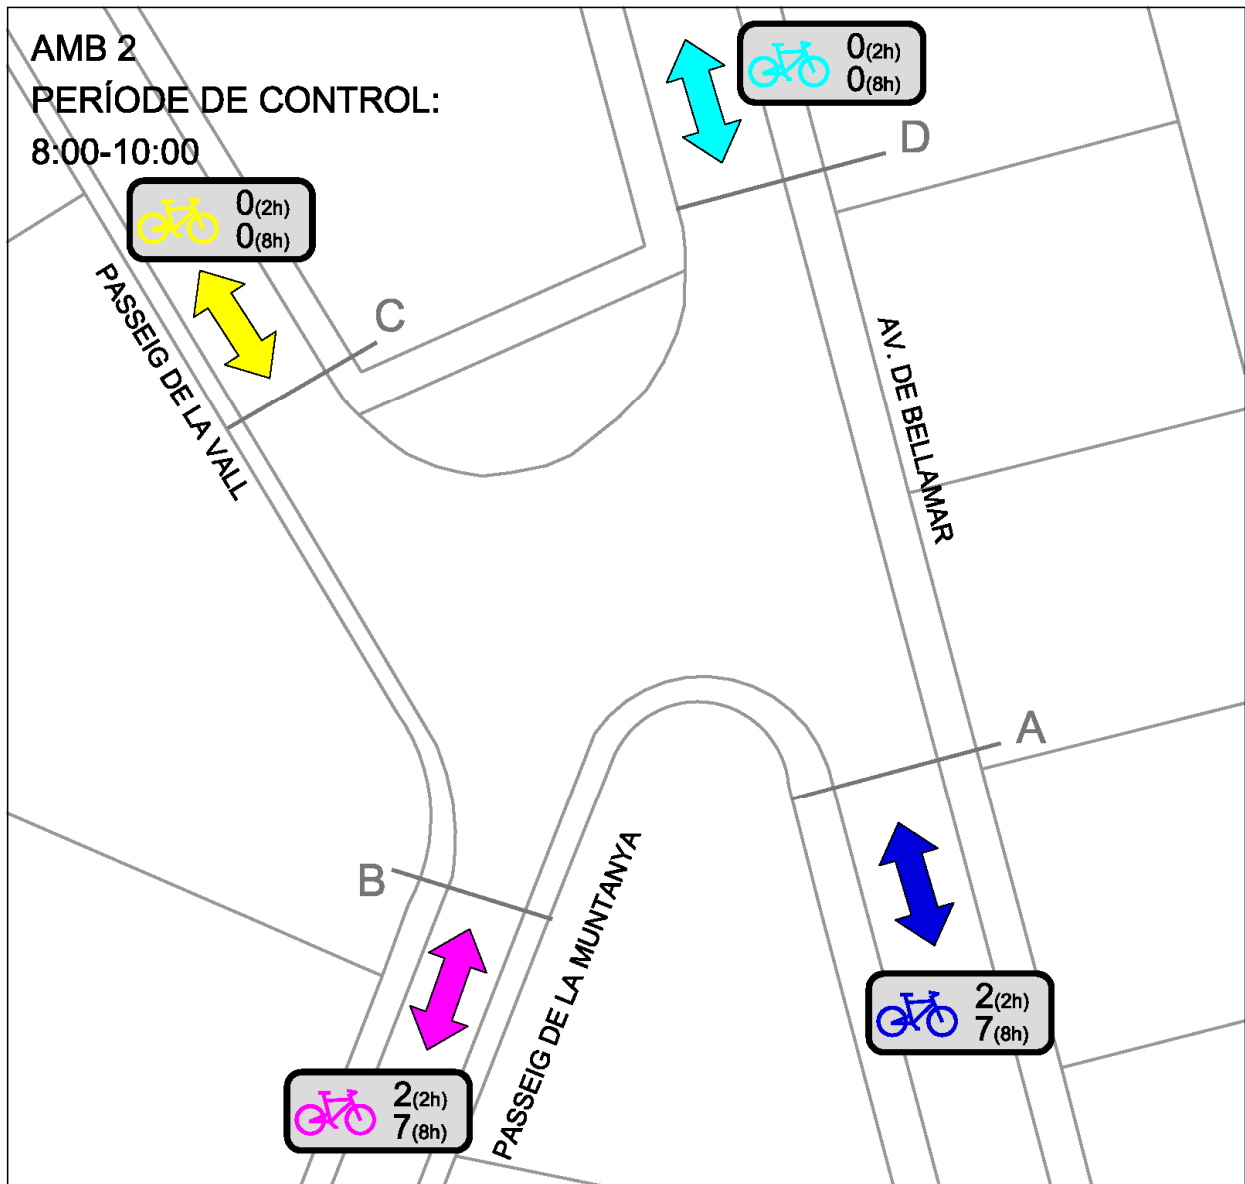 AMB 2
PERÍODE DE CONTROL:
8:00-10:00
0(2h)
0(8h)
D
0(2h)
0(8h)
C
PASSEIG DE LA VALL
AV. DE BELLAMAR
A
B
PASSEIG DE LA MUNTANYA
2(2h)
7(8h)
2(2h)
7(8h)